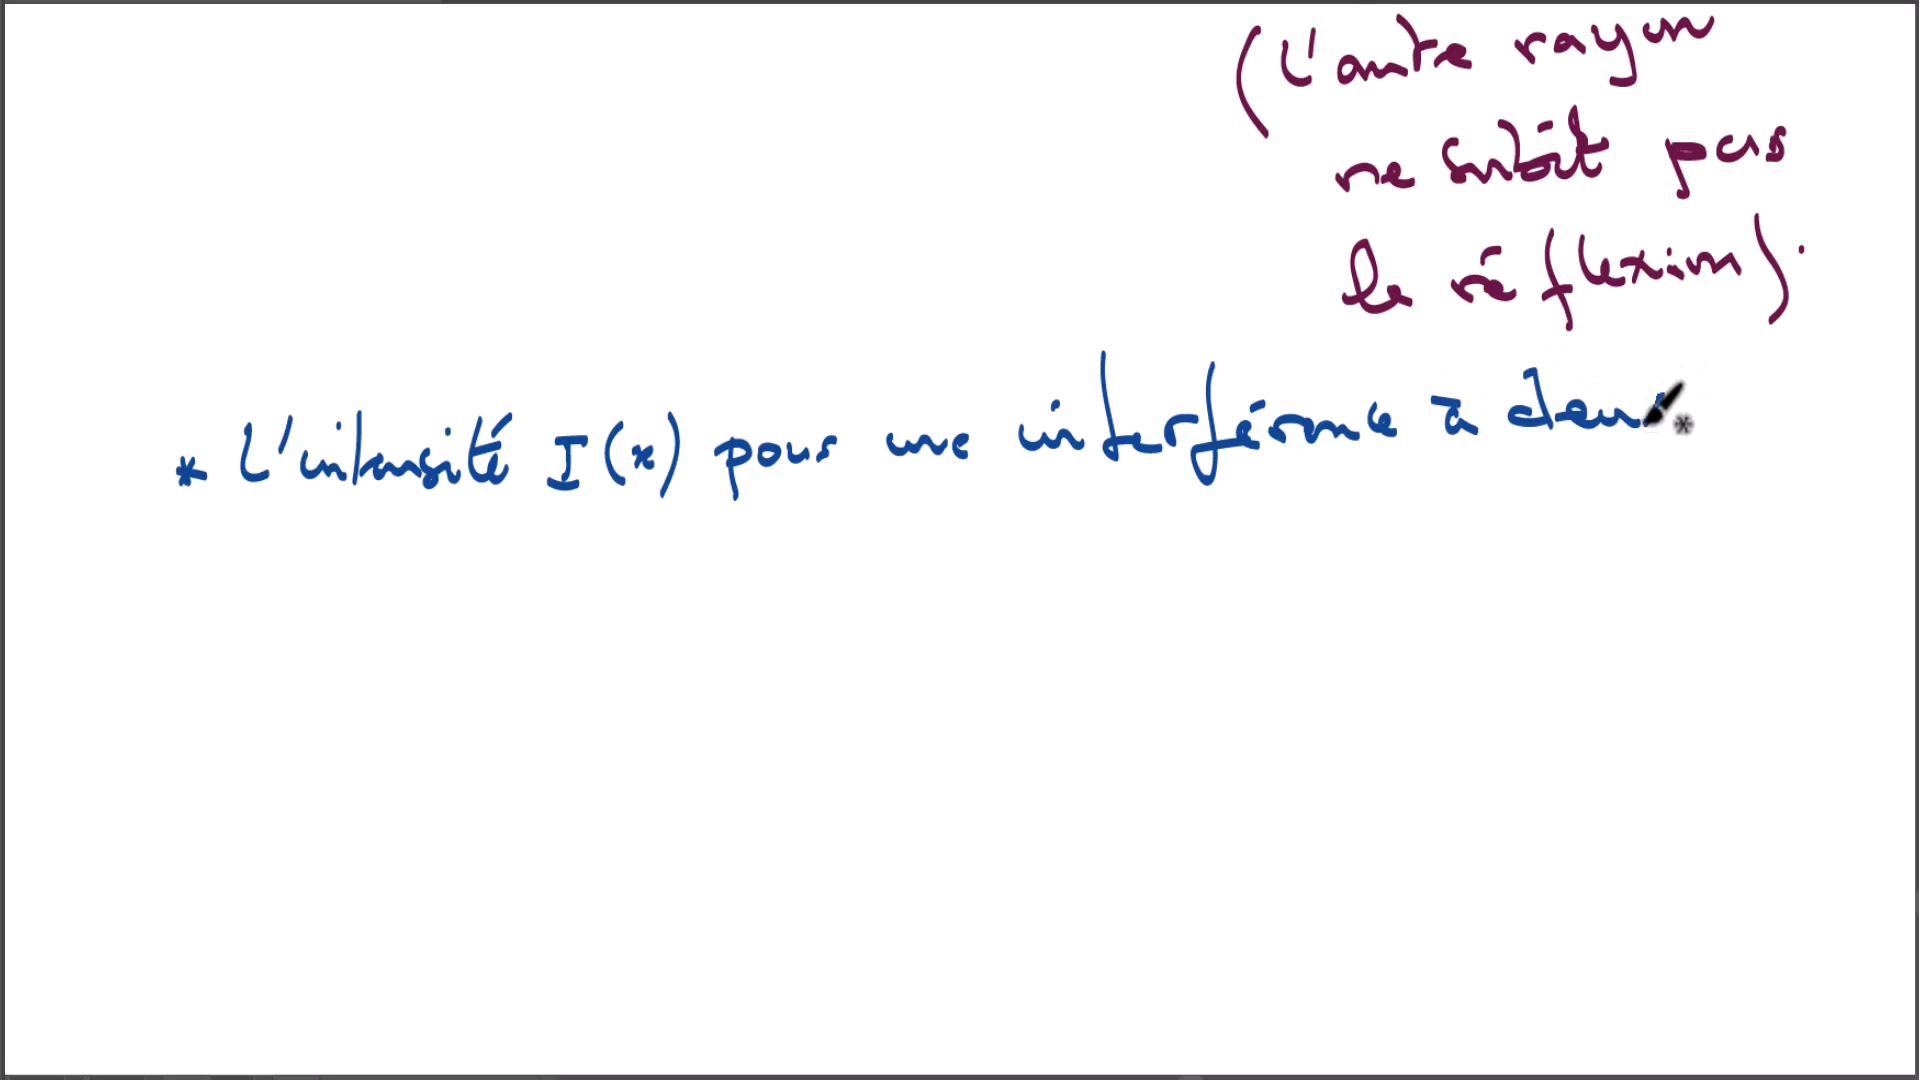 (L'autre rayon
ne subit pas
la réflexion).
* L'intensité I(x) pour une interférence à deux